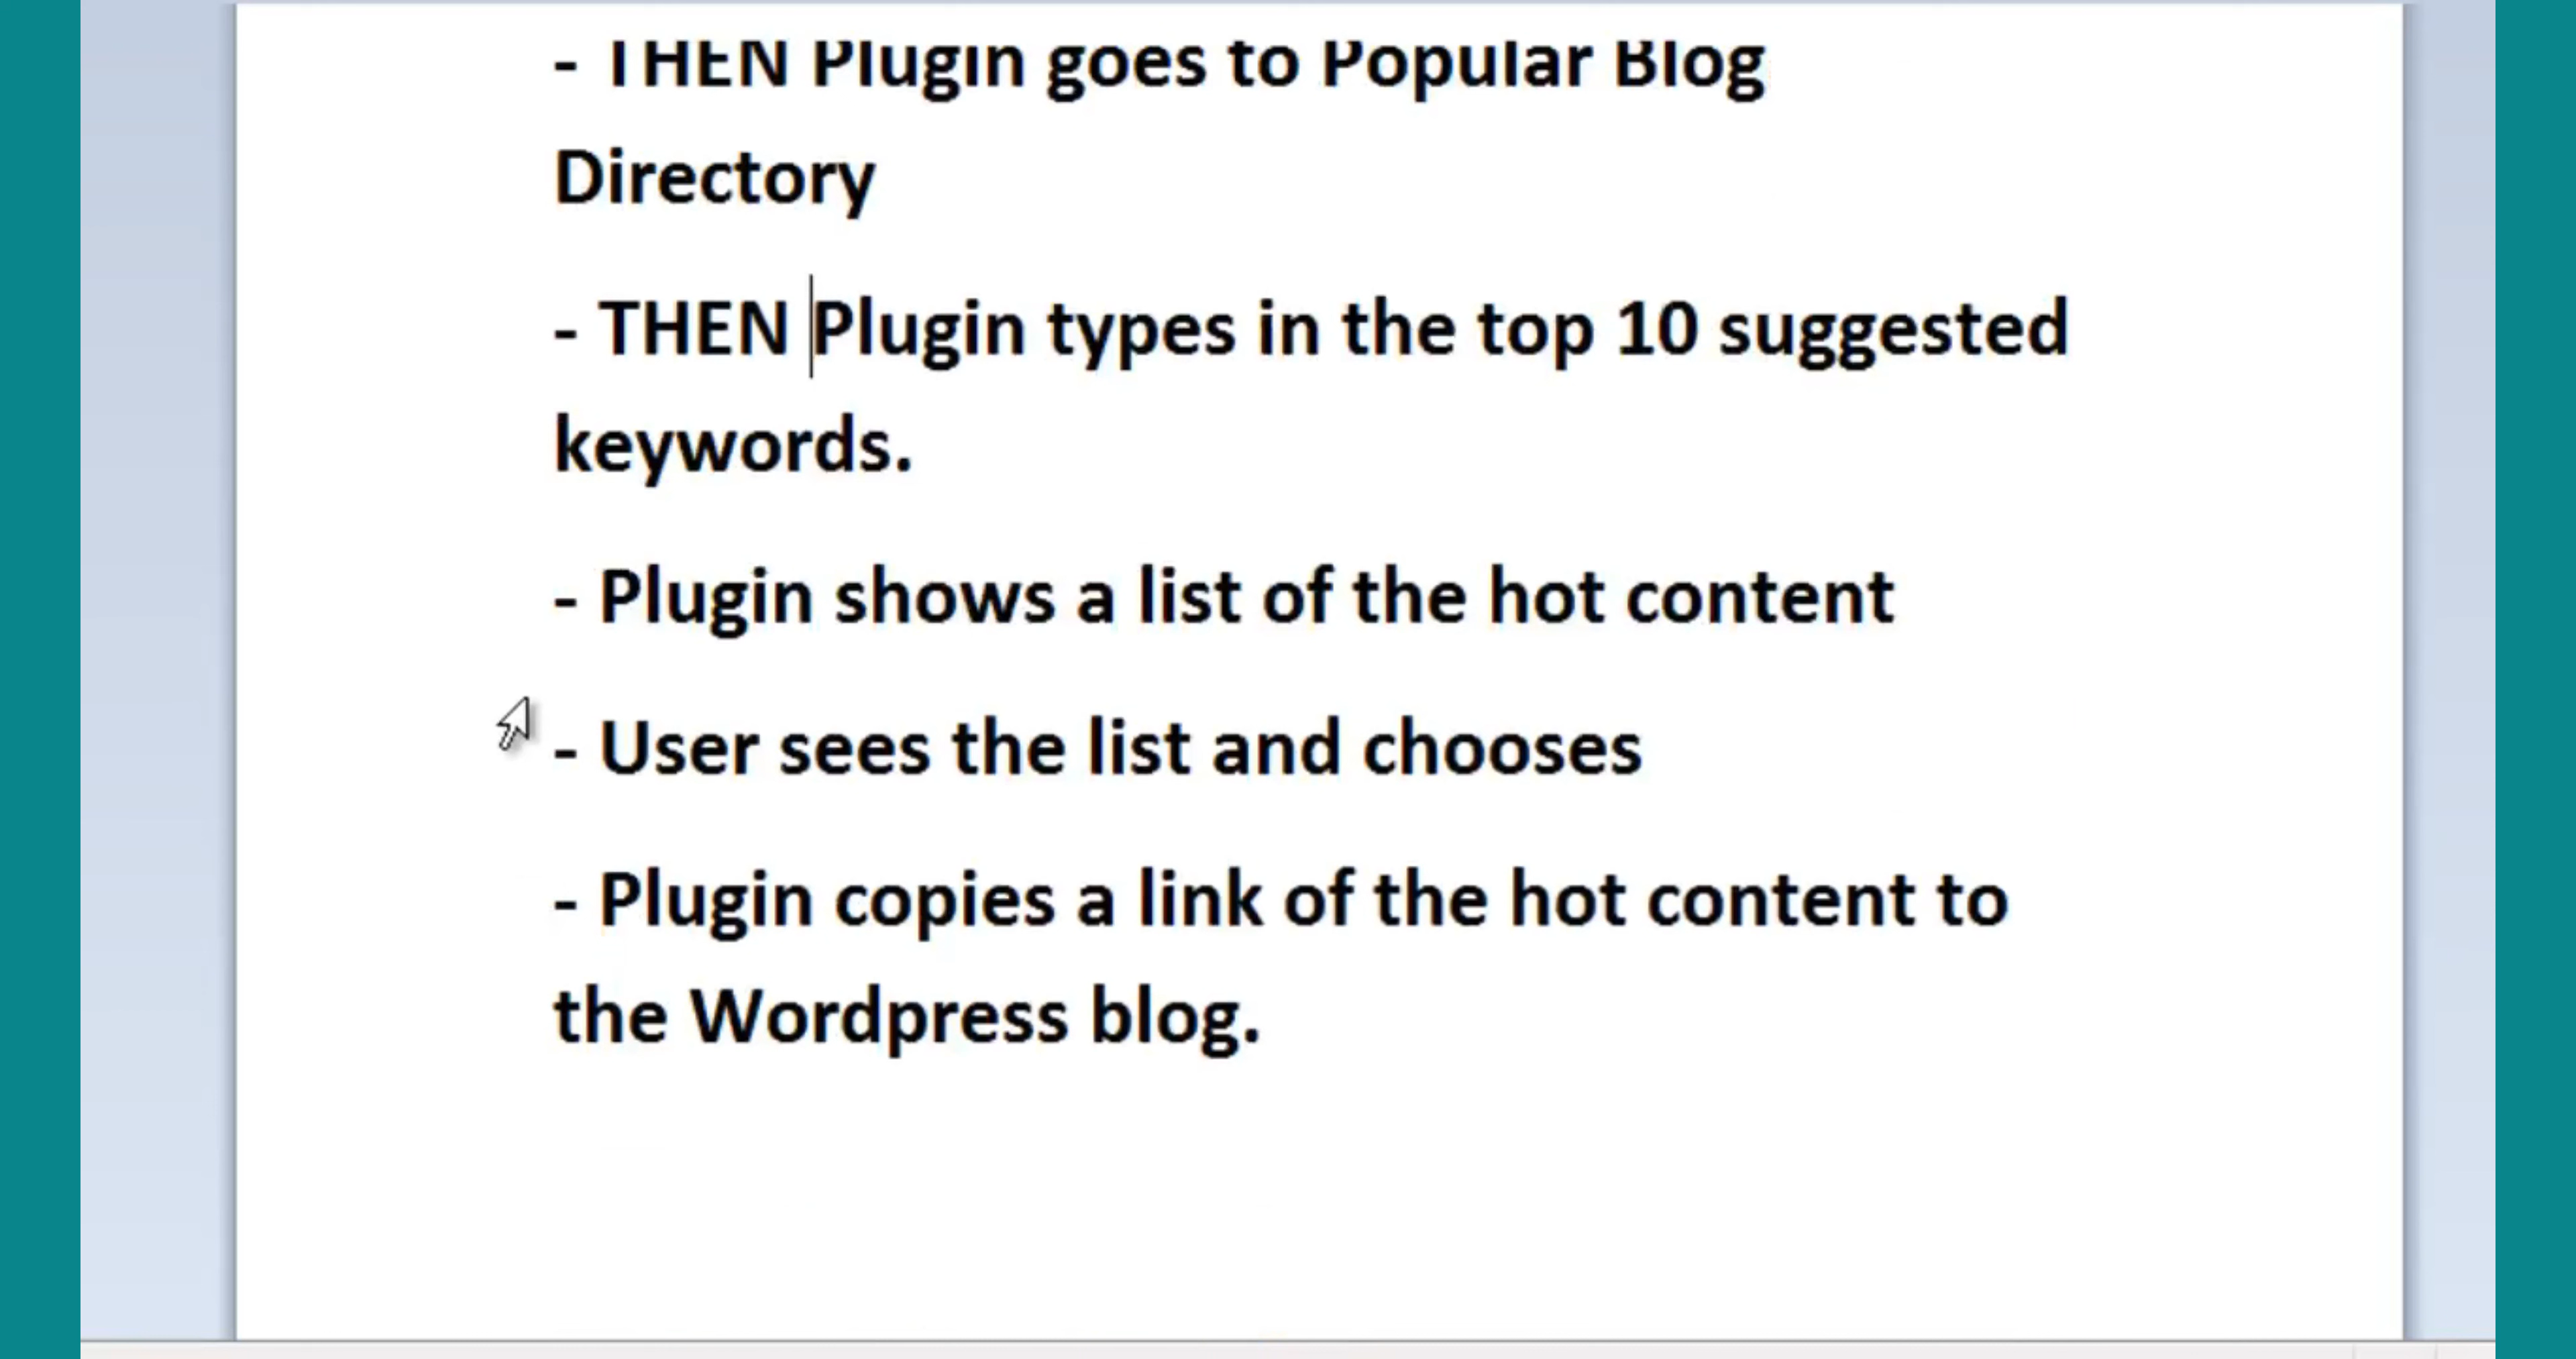 - THEN Plugin goes to Popular Blog
Directory
- THEN Plugin types in the top 10 suggested
keywords.
- Plugin shows a list of the hot content
- User sees the list and chooses
- Plugin copies a link of the hot content to
the Wordpress blog.